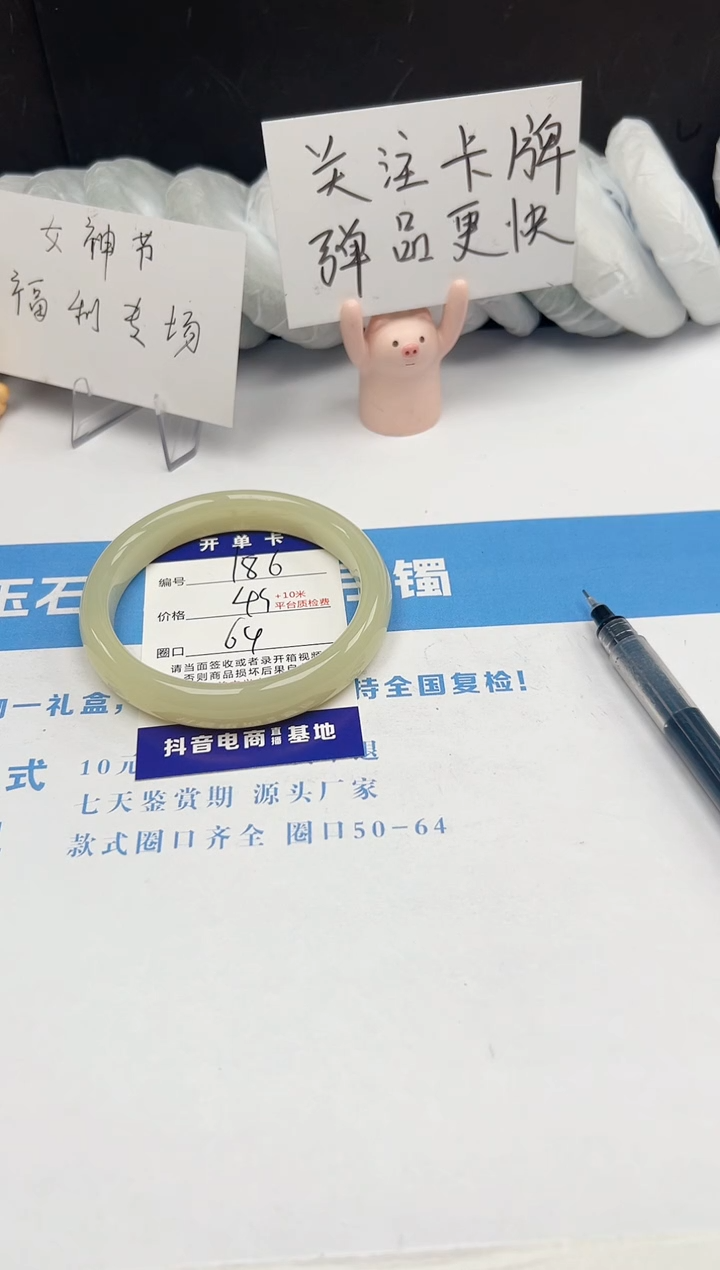 关注卡牌
弹品更快
女神节
福利专场
开单卡
编号 186
价格 49 +10米
平台质检费
圈口 64
请当面签收或者录开箱视频
否则商品损坏后果自
抖音电商直播基地
玉石
镯
一礼盒,
持全国复检!
式
10元
退
七天鉴赏期 源头厂家
款式圈口齐全 圈口50-64